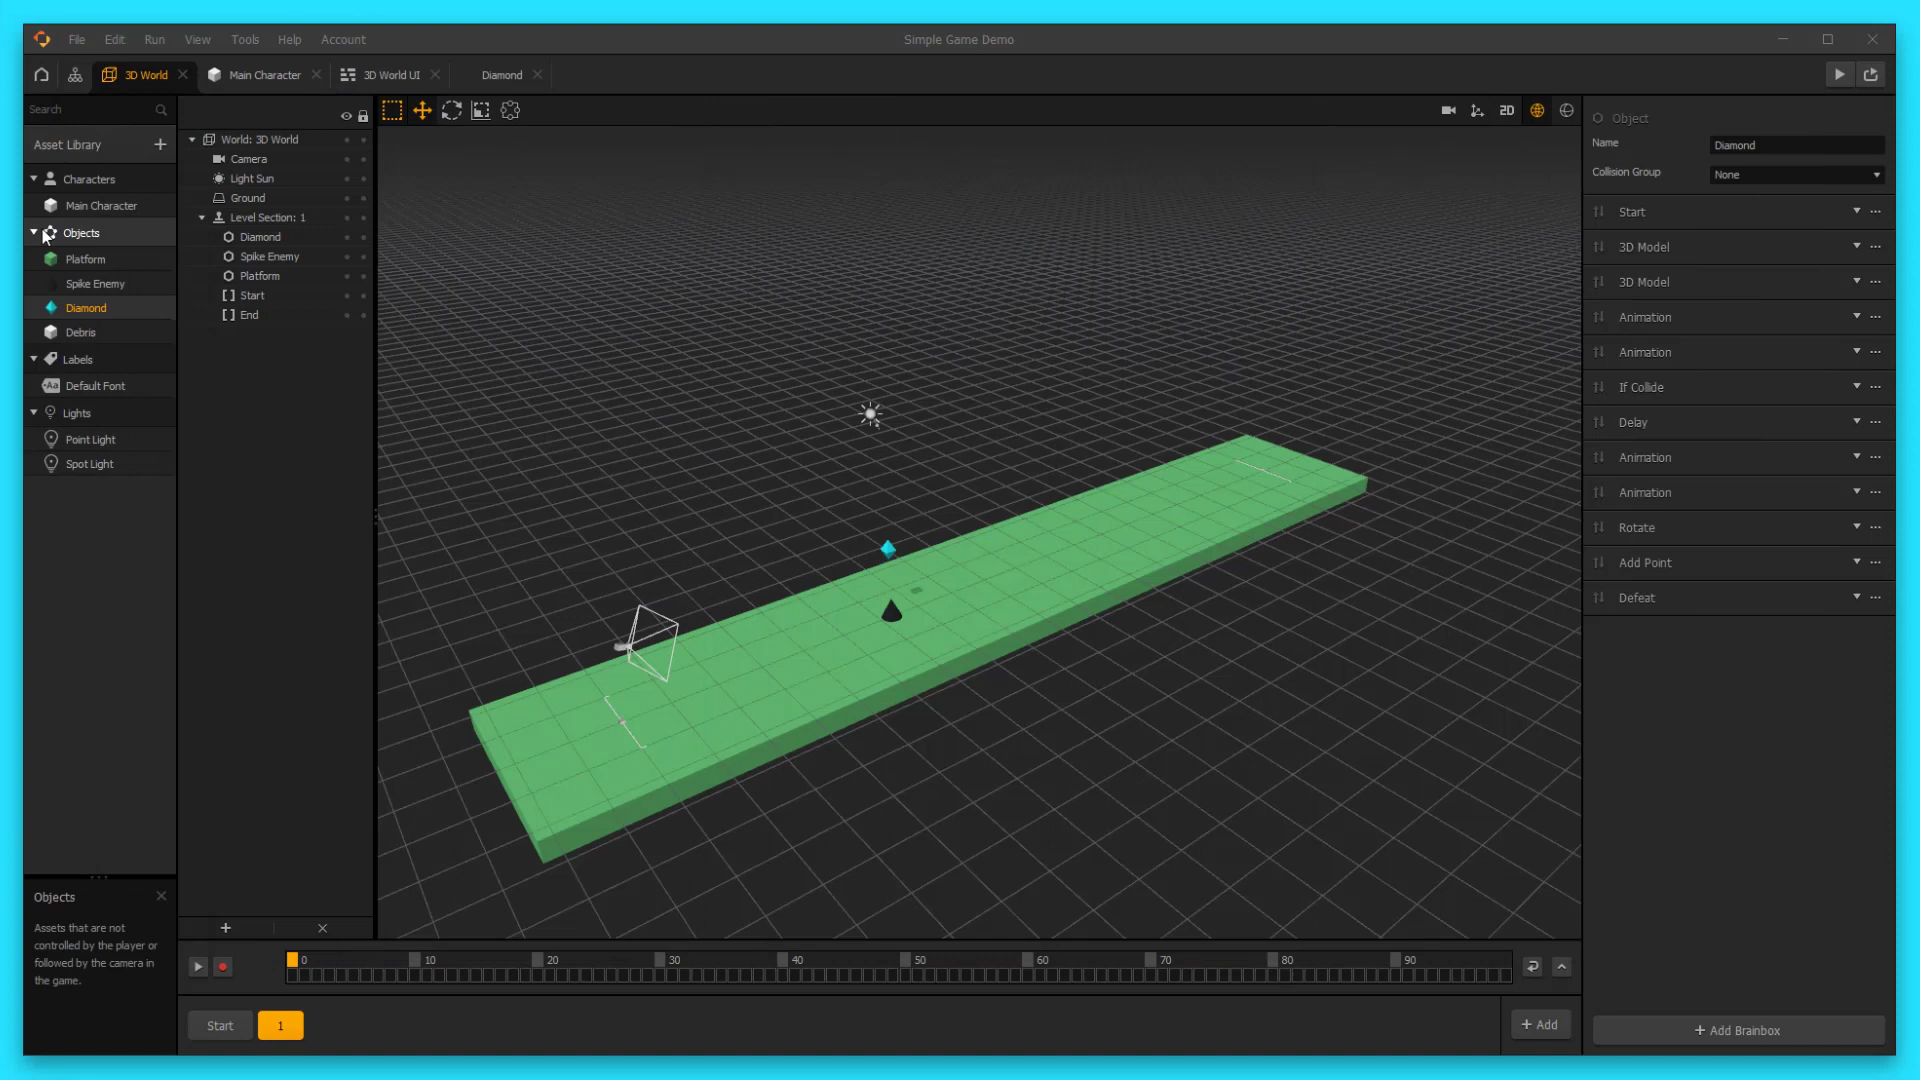 File Edit Run View Tools Help Account
Simple Game Demo
3D World
Main Character
3D World UI
Diamond
Search
Asset Library
Characters
Main Character
Objects
Platform
Spike Enemy
Diamond
Debris
Labels
Aa Default Font
Lights
Point Light
Spot Light
Objects
Assets that are not
controlled by the player or
followed by the camera in
the game.
World: 3D World
Camera
Light Sun
Ground
Level Section: 1
Diamond
Spike Enemy
Platform
Start
End
2D
0 10 20 30 40 50 60 70 80 90
Start
1
+ Add
Object
Name
Diamond
Collision Group
None
Start
3D Model
3D Model
Animation
Animation
If Collide
Delay
Animation
Animation
Rotate
Add Point
Defeat
+ Add Brainbox